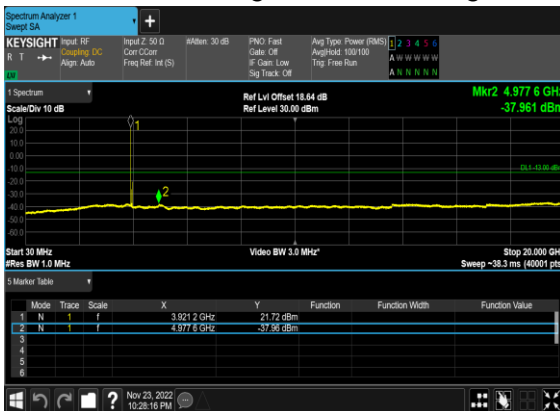 Spectrum Analyzer 1
Swept SA
KEYSIGHT Input: RF Input Z: 50 Ω #Atten: 30 dB PNO: Fast Avg Type: Power (RMS) 1 2 3 4 5 6
R T Coupling: DC Corr CCorr Gate: Off Avg|Hold: 100/100 A W W W W W
Align: Auto Freq Ref: Int (S) IF Gain: Low Trig: Free Run A N N N N N
Sig Track: Off
LV
1 Spectrum Ref Lvl Offset 18.64 dB Mkr2 4.977 6 GHz
Scale/Div 10 dB Ref Level 30.00 dBm -37.961 dBm
Log
20.0
10.0
0.00
-10.0
-20.0
-30.0
-40.0
-50.0
-60.0
1
2
DL1 -13.00 dBm
Start 30 MHz Video BW 3.0 MHz* Stop 20.000 GH
#Res BW 1.0 MHz Sweep ~38.3 ms (40001 pts
5 Marker Table
Mode Trace Scale X Y Function Function Width Function Value
1 N 1 f 3.921 2 GHz 21.72 dBm
2 N 1 f 4.977 6 GHz -37.96 dBm
3
4
5
6
? Nov 23, 2022
10:28:16 PM